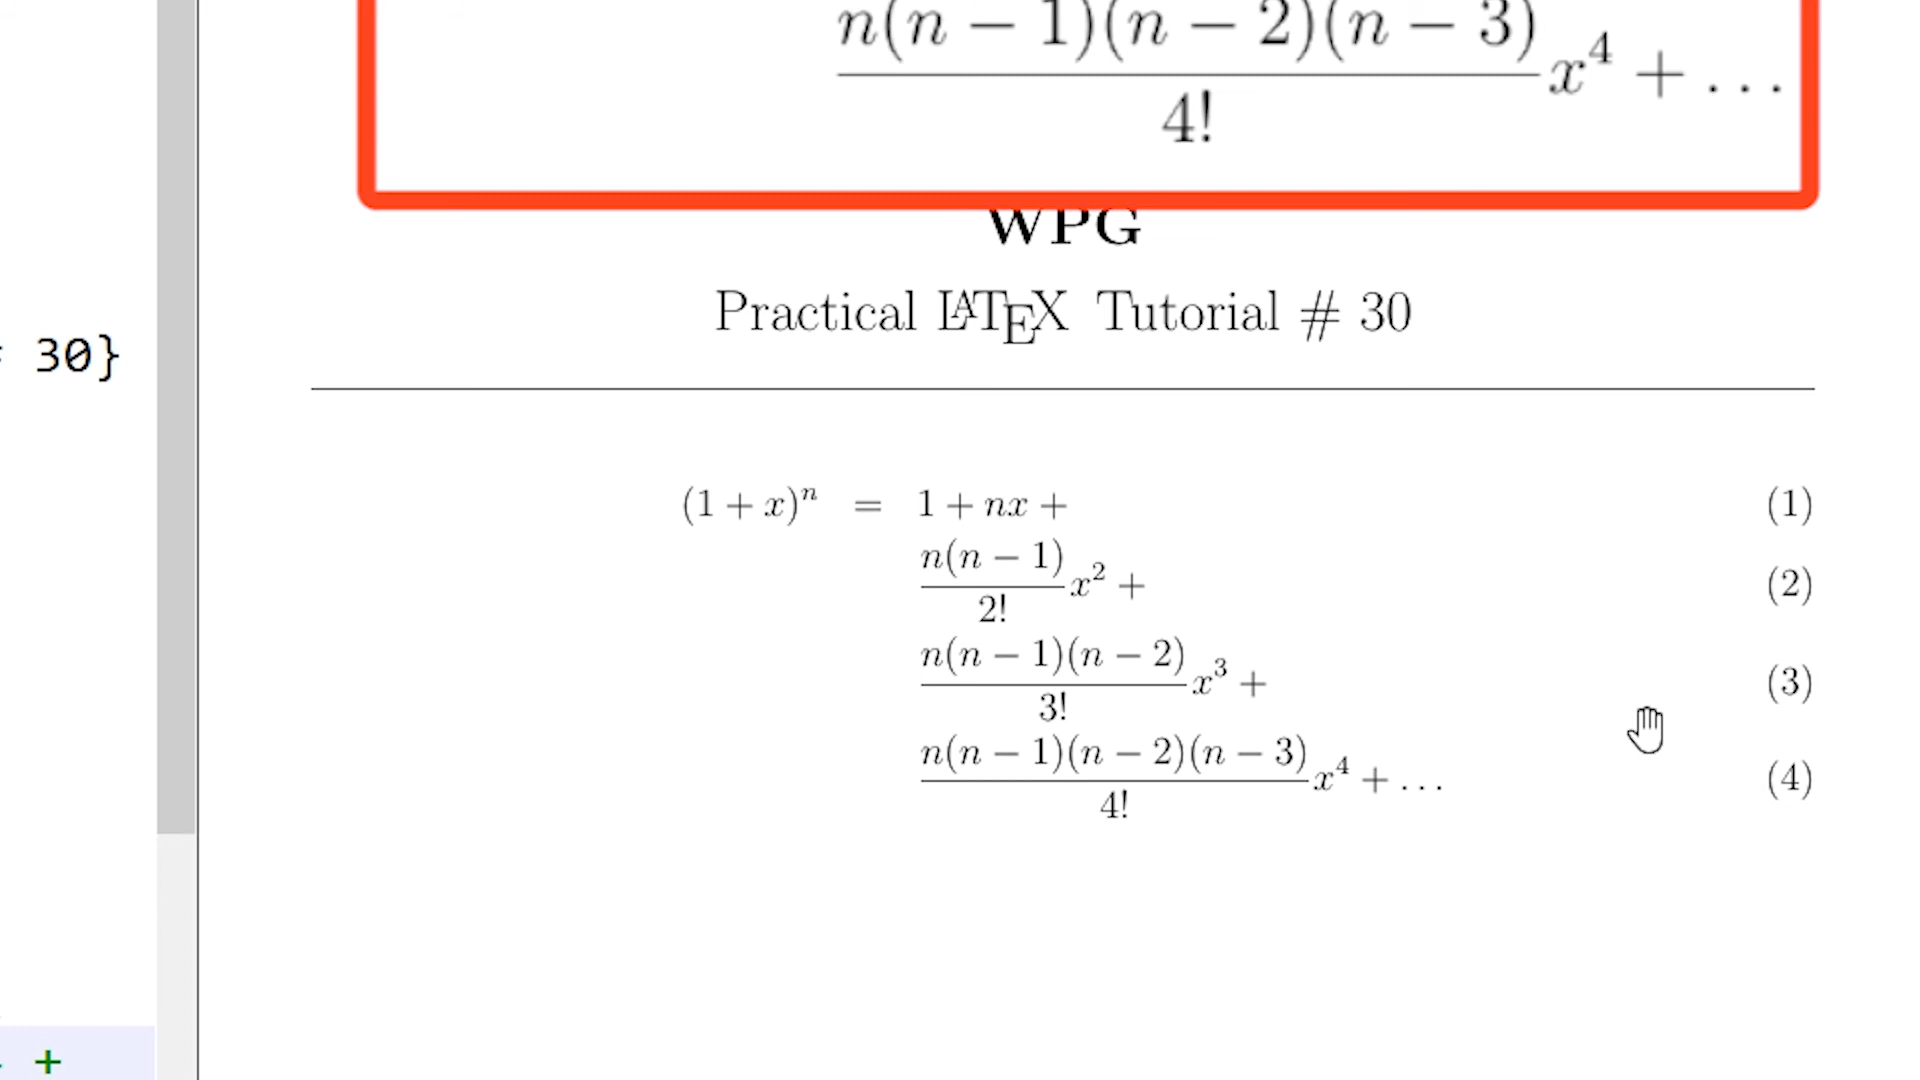 n(n − 1)(n − 2)(n − 3)
4!
x⁴ + ...
WPG
Practical LATEX Tutorial # 30
30}
(1 + x)ⁿ = 1 + nx + (1)
n(n − 1)
2!
x² + (2)
n(n − 1)(n − 2)
3!
x³ + (3)
n(n − 1)(n − 2)(n − 3)
4!
x⁴ + ... (4)
+